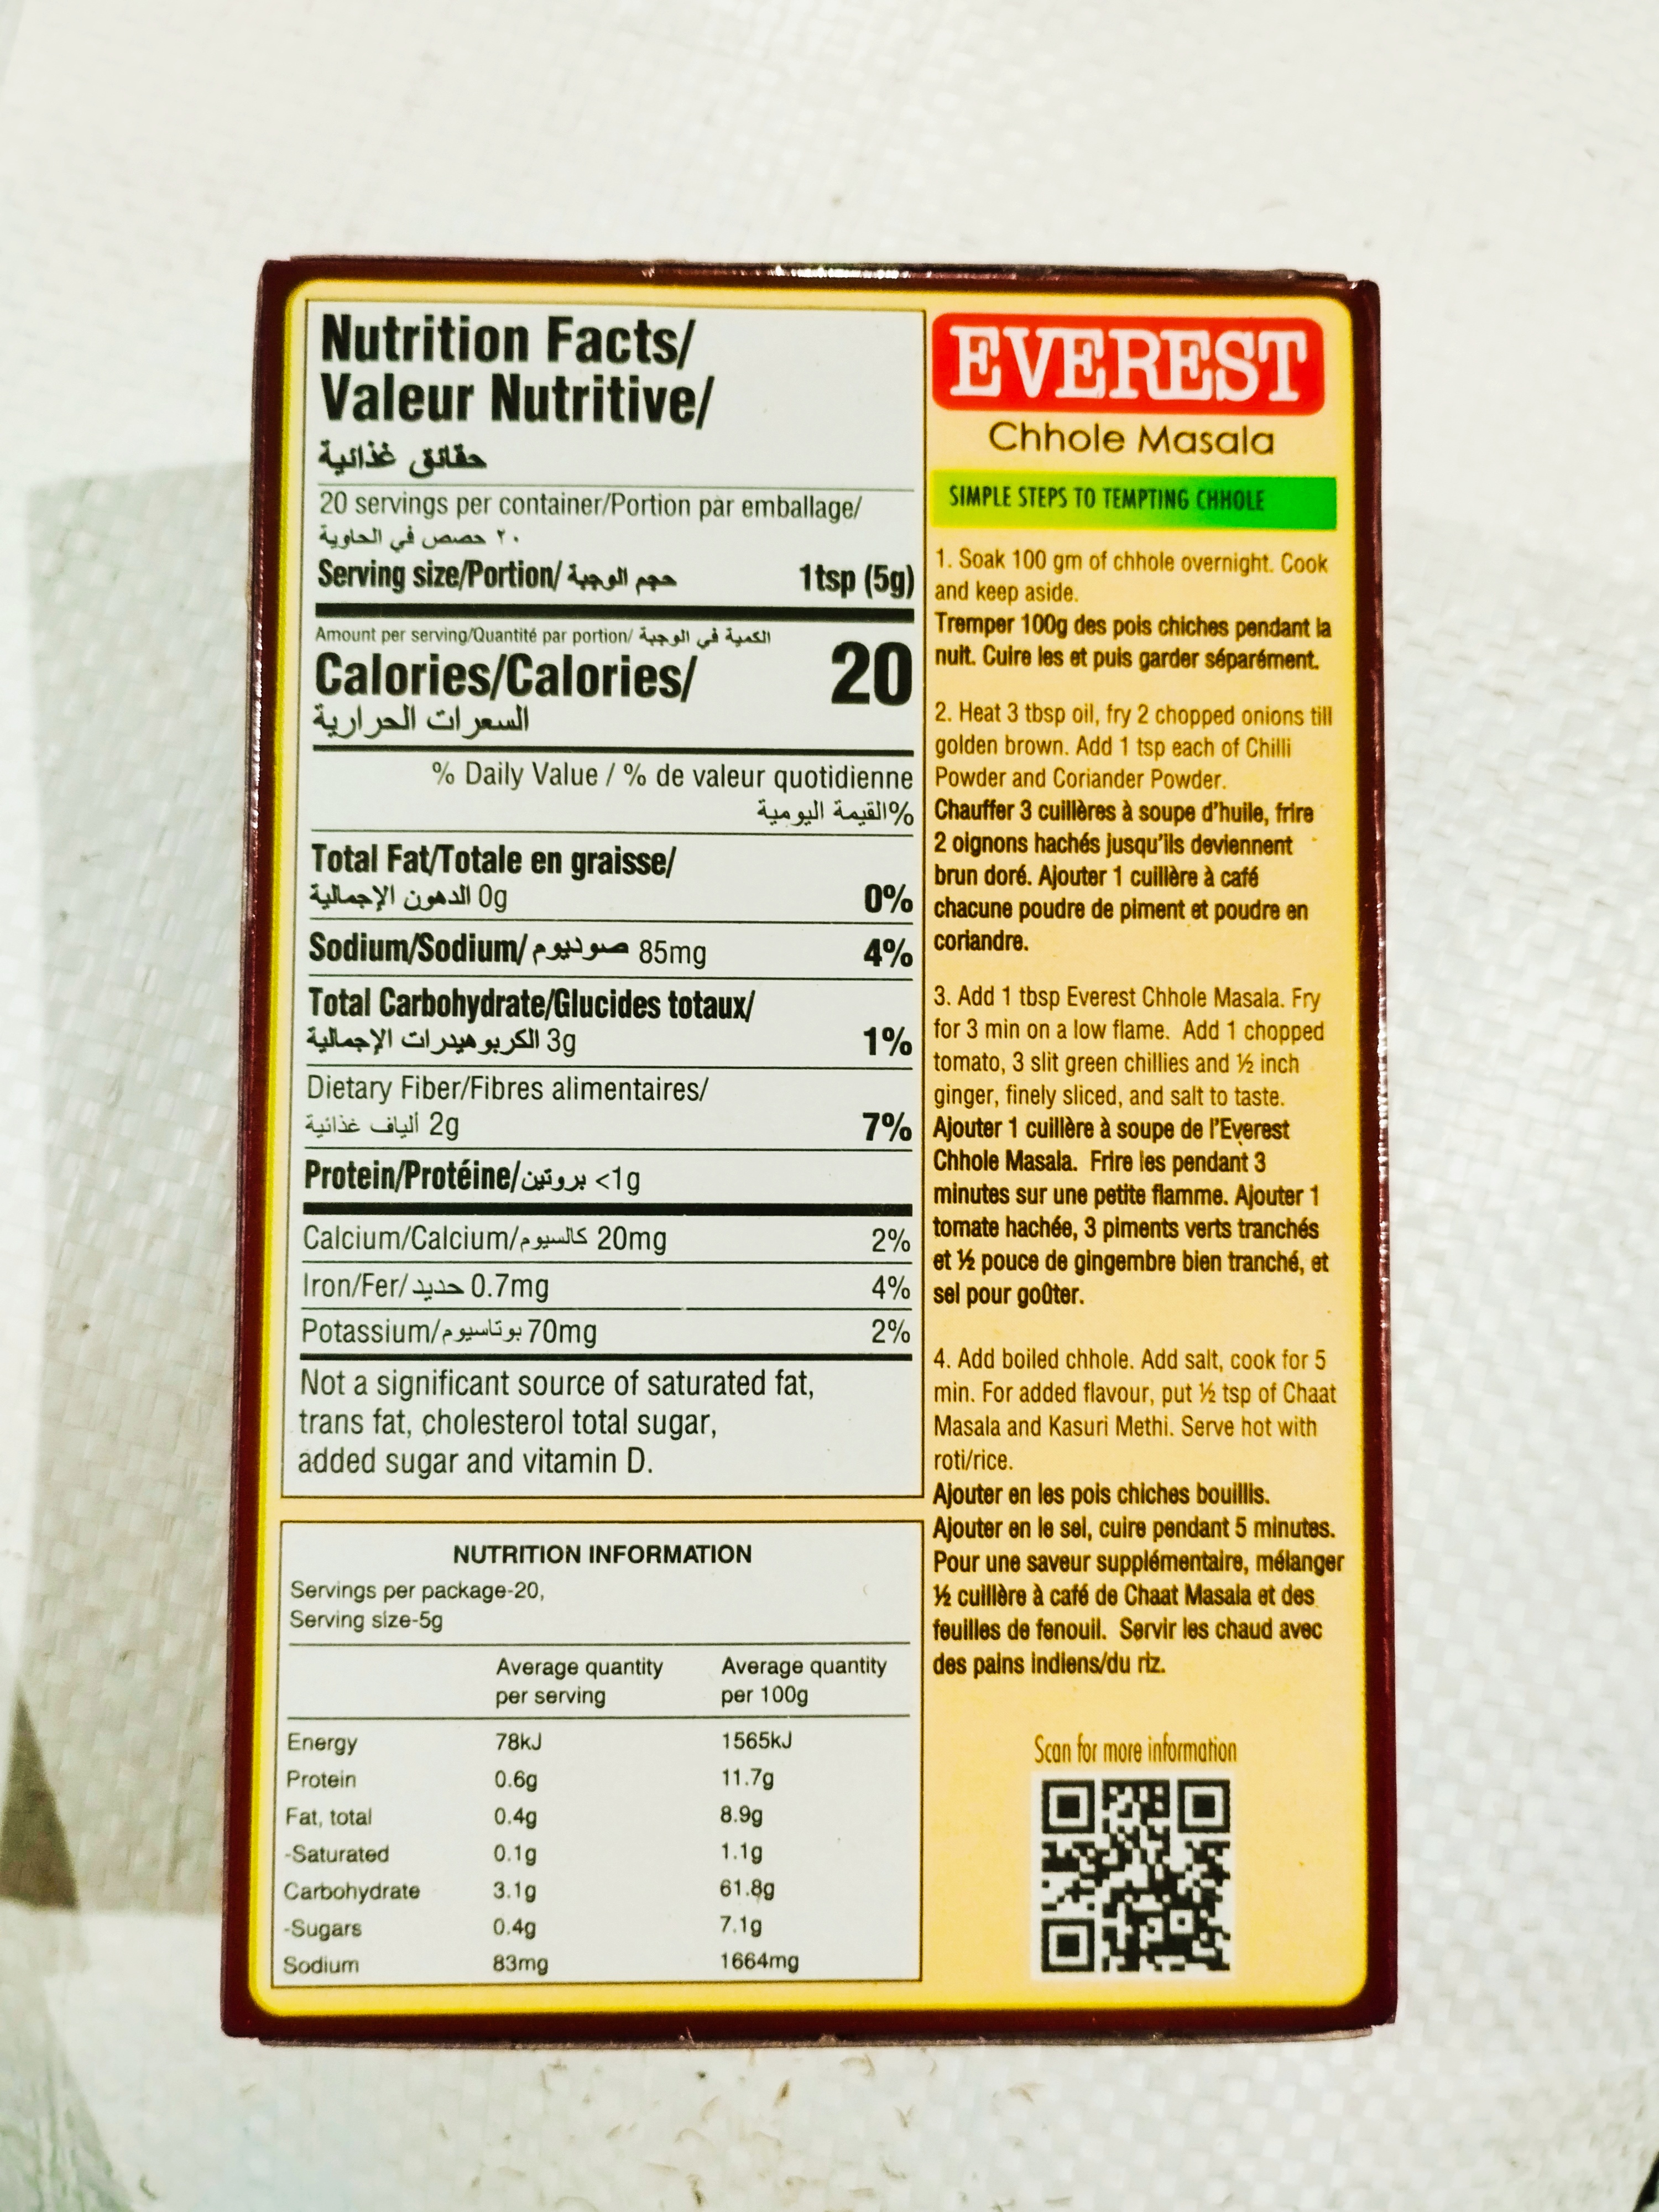 Nutrition Facts/
Valeur Nutritive/
حقائق غذائية
20 servings per container/Portion par emballage/
٢٠ حصص في الحاوية
Serving size/Portion/ حجم الوجبة 1tsp (5g)
Amount per serving/Quantité par portion/ الكمية في الوجبة
Calories/Calories/ 20
السعرات الحرارية
% Daily Value / % de valeur quotidienne
%القيمة اليومية
Total Fat/Totale en graisse/
الدهون الإجمالية 0g 0%
Sodium/Sodium/ صوديوم 85mg 4%
Total Carbohydrate/Glucides totaux/
الكربوهيدرات الإجمالية 3g 1%
Dietary Fiber/Fibres alimentaires/
ألياف غذائية 2g 7%
Protein/Protéine/بروتين <1g
Calcium/Calcium/كالسيوم 20mg 2%
Iron/Fer/ حديد 0.7mg 4%
Potassium/بوتاسيوم 70mg 2%
Not a significant source of saturated fat,
trans fat, cholesterol total sugar,
added sugar and vitamin D.
NUTRITION INFORMATION
Servings per package-20,
Serving size-5g
Average quantity Average quantity
per serving per 100g
Energy 78kJ 1565kJ
Protein 0.6g 11.7g
Fat, total 0.4g 8.9g
-Saturated 0.1g 1.1g
Carbohydrate 3.1g 61.8g
-Sugars 0.4g 7.1g
Sodium 83mg 1664mg
EVEREST
Chhole Masala
SIMPLE STEPS TO TEMPTING CHHOLE
1. Soak 100 gm of chhole overnight. Cook
and keep aside.
Tremper 100g des pois chiches pendant la
nuit. Cuire les et puis garder séparément.
2. Heat 3 tbsp oil, fry 2 chopped onions till
golden brown. Add 1 tsp each of Chilli
Powder and Coriander Powder.
Chauffer 3 cuillères à soupe d'huile, frire
2 oignons hachés jusqu'ils deviennent
brun doré. Ajouter 1 cuillère à café
chacune poudre de piment et poudre en
coriandre.
3. Add 1 tbsp Everest Chhole Masala. Fry
for 3 min on a low flame. Add 1 chopped
tomato, 3 slit green chillies and ½ inch
ginger, finely sliced, and salt to taste.
Ajouter 1 cuillère à soupe de l'Everest
Chhole Masala. Frire les pendant 3
minutes sur une petite flamme. Ajouter 1
tomate hachée, 3 piments verts tranchés
et ½ pouce de gingembre bien tranché, et
sel pour goûter.
4. Add boiled chhole. Add salt, cook for 5
min. For added flavour, put ½ tsp of Chaat
Masala and Kasuri Methi. Serve hot with
roti/rice.
Ajouter en les pois chiches bouillis.
Ajouter en le sel, cuire pendant 5 minutes.
Pour une saveur supplémentaire, mélanger
½ cuillère à café de Chaat Masala et des
feuilles de fenouil. Servir les chaud avec
des pains indiens/du riz.
Scan for more information